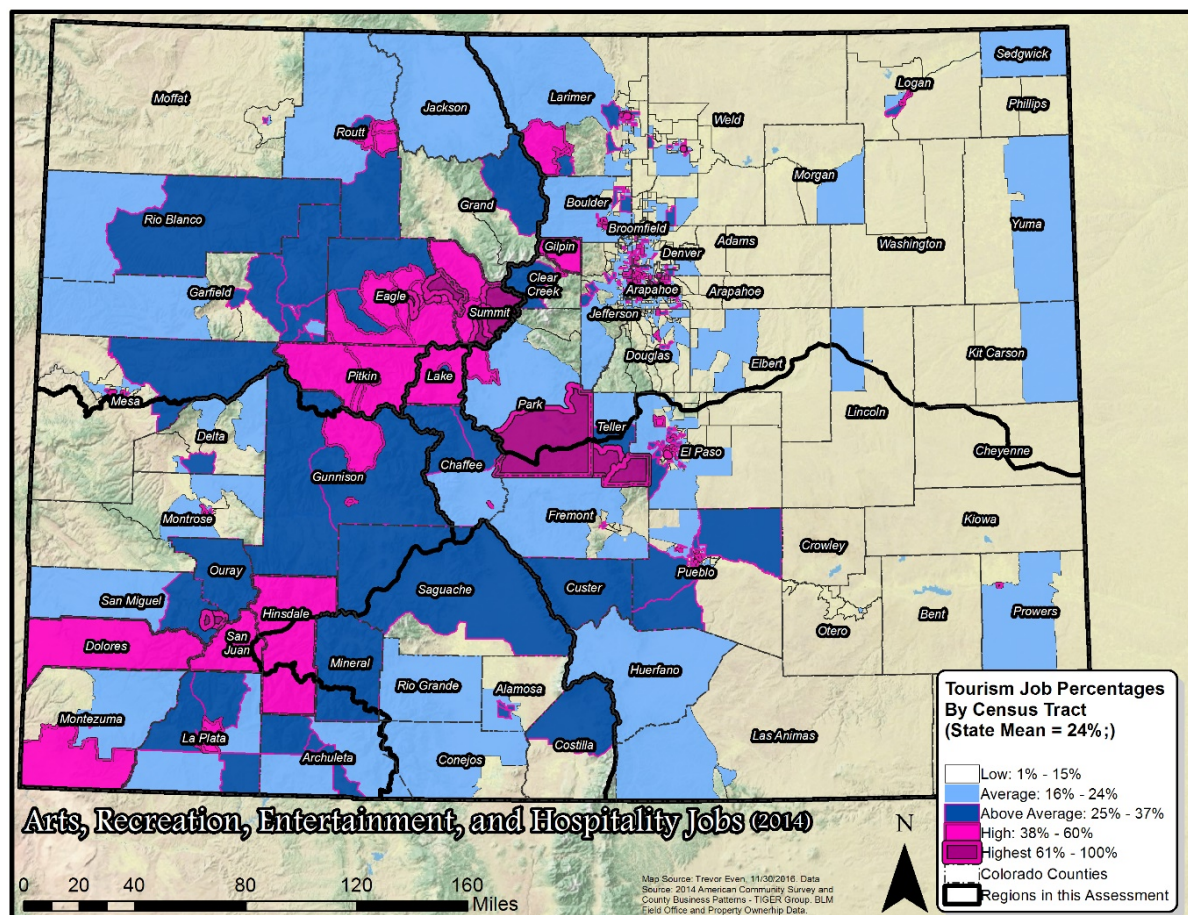 Sedgwick
Logan
Moffat
Larimer
Jackson
Phillips
Weld
Routt
Morgan
Grand
Boulder
Rio Blanco
Yuma
Broomfield
Gilpin
Adams
Washington
Denver
Clear
Creek
Garfield
Eagle
Arapahoe
Arapahoe
Summit
Jefferson
Kit Carson
Douglas
Elbert
Pitkin
Lake
Mesa
Park
Lincoln
Teller
Delta
El Paso
Cheyenne
Chaffee
Gunnison
Montrose
Fremont
Kiowa
Crowley
Ouray
Pueblo
Saguache
Custer
San Miguel
Hinsdale
Bent
Prowers
Otero
San
Juan
Dolores
Mineral
Huerfano
Rio Grande
Alamosa
Montezuma
La Plata
Las Animas
Costilla
Archuleta
Conejos
Tourism Job Percentages
By Census Tract
(State Mean = 24%;)
Low: 1% - 15%
Average: 16% - 24%
Above Average: 25% - 37%
High: 38% - 60%
Highest 61% - 100%
Colorado Counties
Regions in this Assessment
Arts, Recreation, Entertainment, and Hospitality Jobs (2014)
N
0 20 40 80 120 160
Miles
Map Source: Trevor Even, 11/30/2016. Data
Source: 2014 American Community Survey and
County Business Patterns - TIGER Group. BLM
Field Office and Property Ownerhip Data.